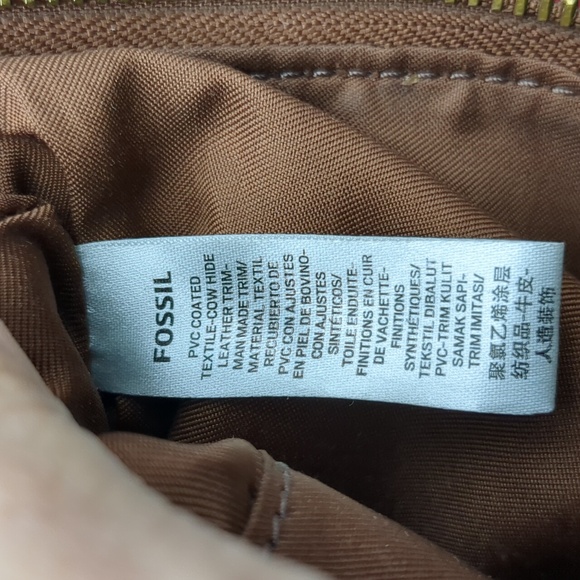 FOSSIL
PVC COATED
TEXTILE-COW HIDE
LEATHER TRIM-
MAN MADE TRIM/
MATERIAL TEXTIL
RECUBIERTO DE
PVC CON AJUSTES
EN PIEL DE BOVINO-
CON AJUSTES
SINTÉTICOS/
TOILE ENDUITE-
FINITIONS EN CUIR
DE VACHETTE-
FINITIONS
SYNTHÉTIQUES/
TEKSTIL DIBALUT
PVC-TRIM KULIT
SAMAK SAPI-
TRIM IMITASI/
聚氯乙烯涂层
纺织品-牛皮-
人造装饰